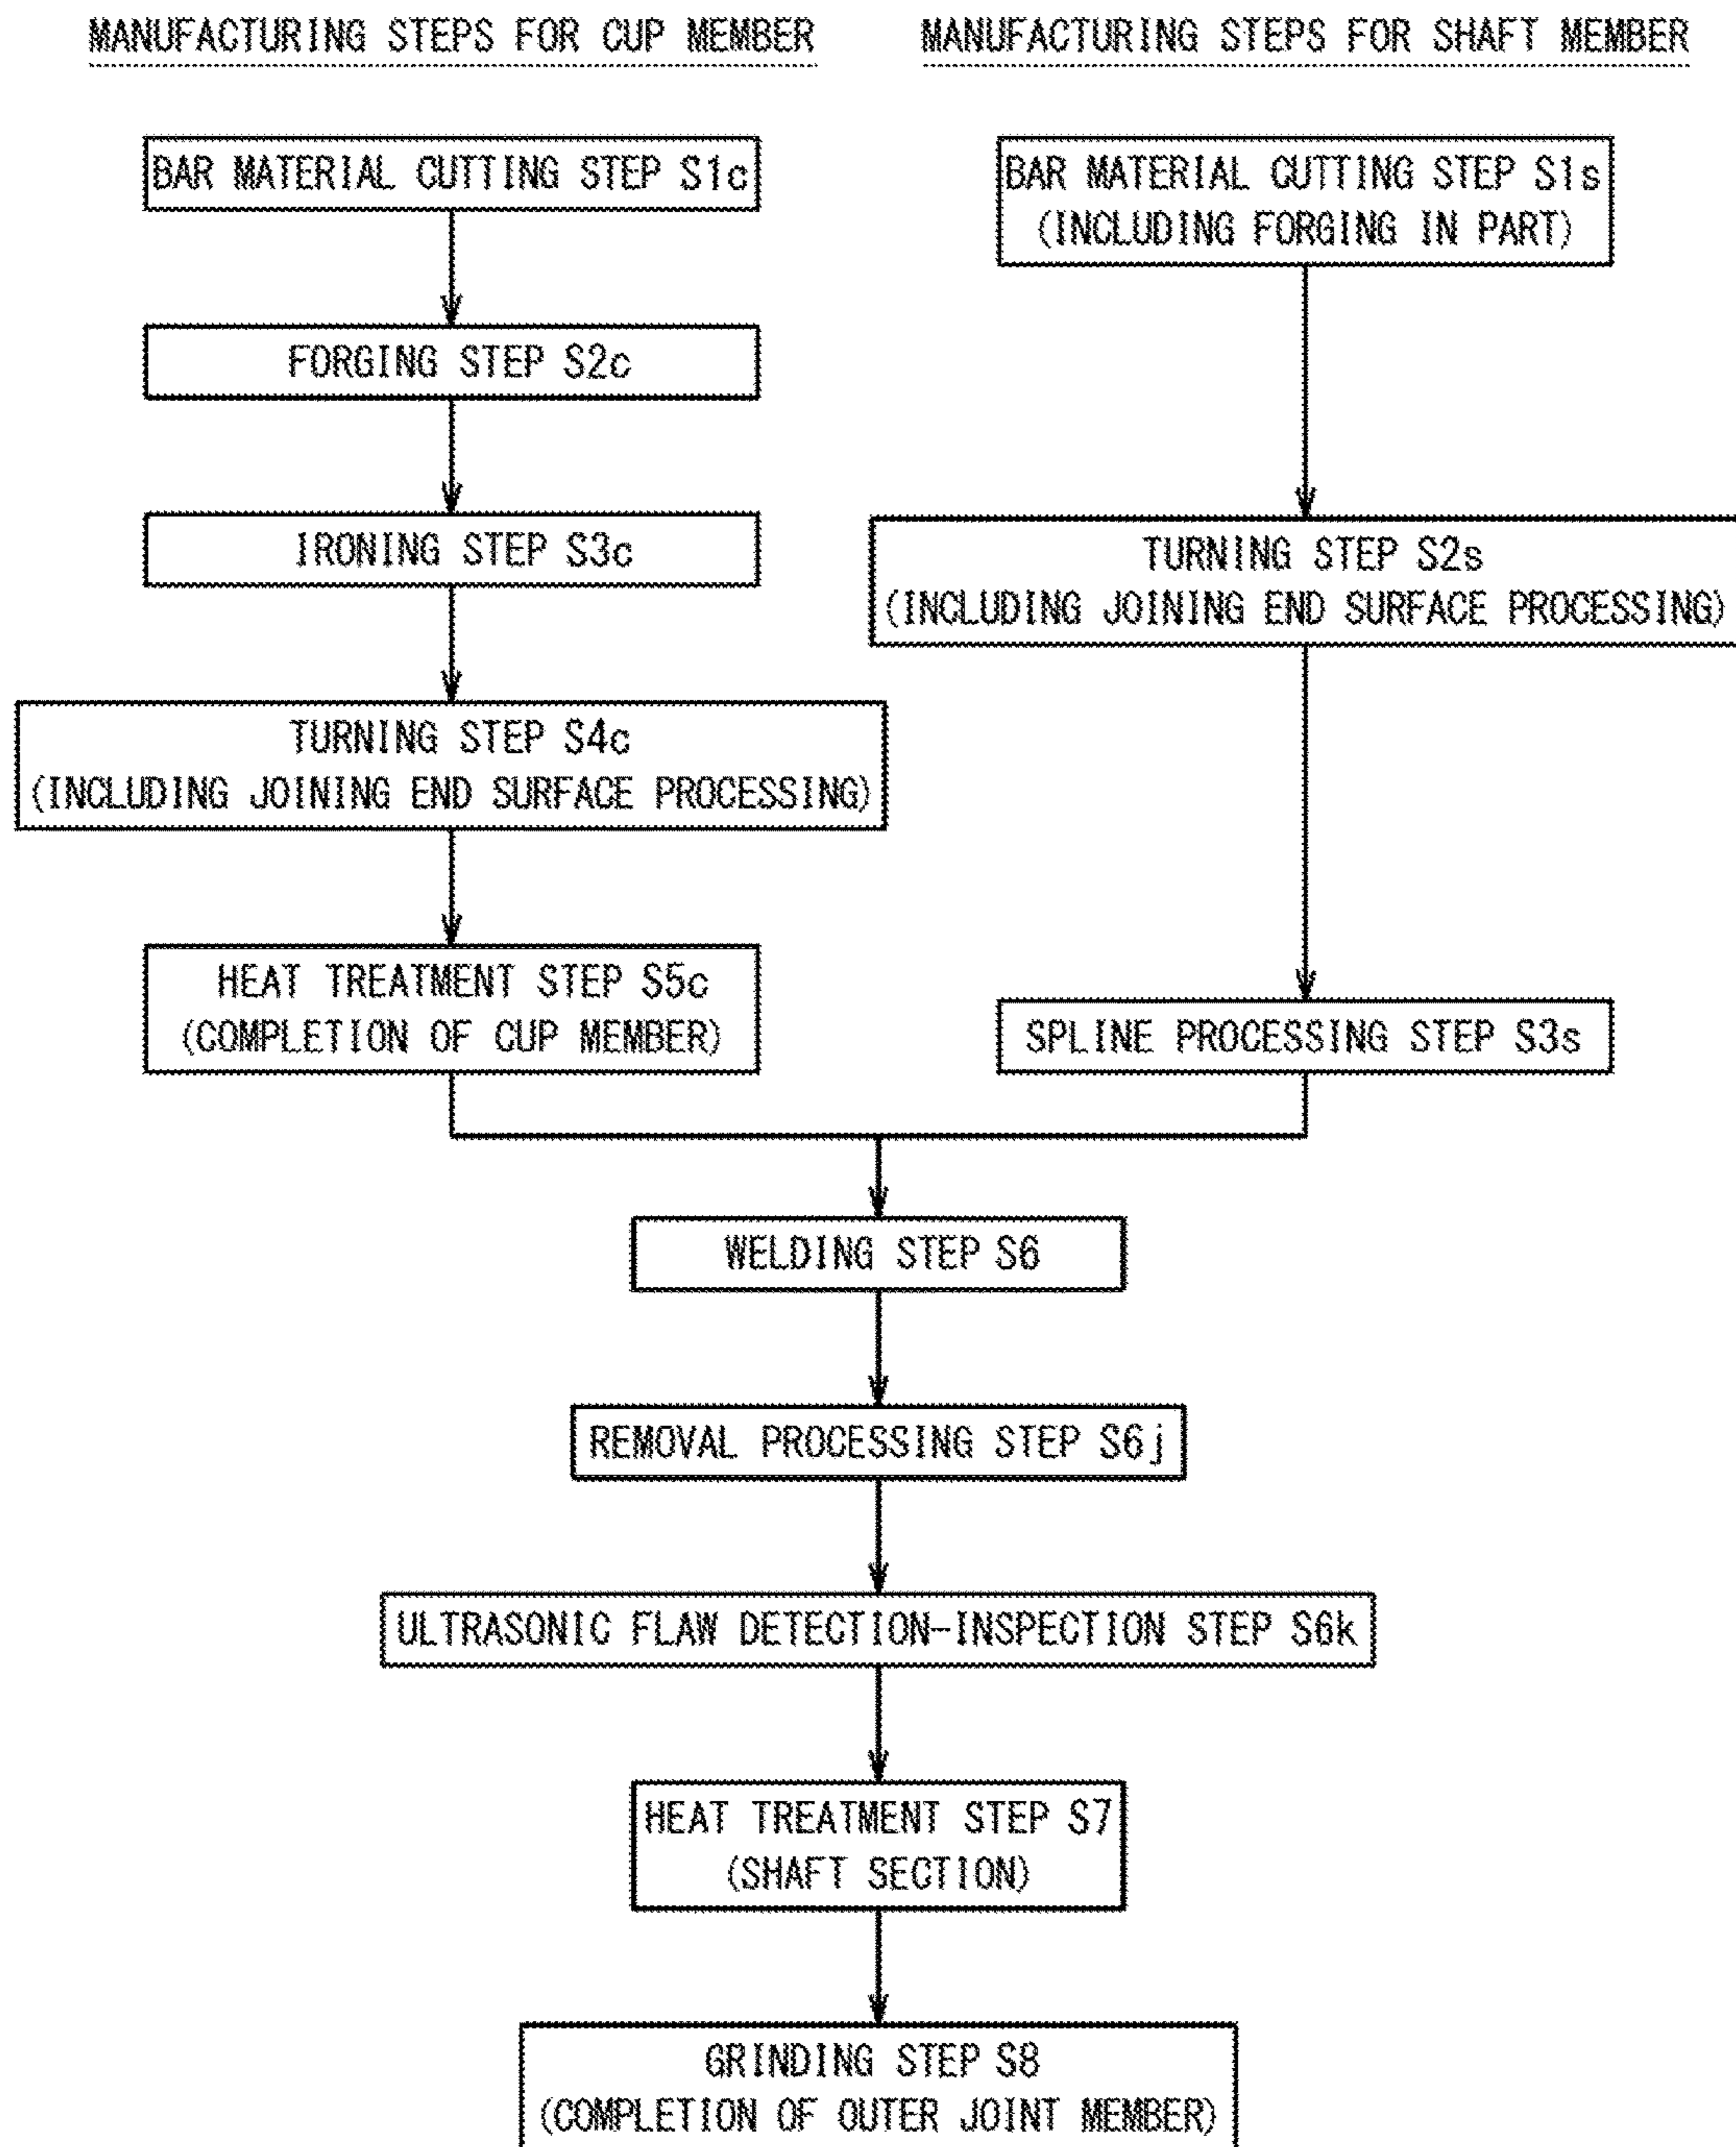 MANUFACTURING STEPS FOR CUP MEMBER
MANUFACTURING STEPS FOR SHAFT MEMBER
BAR MATERIAL CUTTING STEP S1c
BAR MATERIAL CUTTING STEP S1s
(INCLUDING FORGING IN PART)
FORGING STEP S2c
IRONING STEP S3c
TURNING STEP S2s
(INCLUDING JOINING END SURFACE PROCESSING)
TURNING STEP S4c
(INCLUDING JOINING END SURFACE PROCESSING)
HEAT TREATMENT STEP S5c
(COMPLETION OF CUP MEMBER)
SPLINE PROCESSING STEP S3s
WELDING STEP S6
REMOVAL PROCESSING STEP S6j
ULTRASONIC FLAW DETECTION-INSPECTION STEP S6k
HEAT TREATMENT STEP S7
(SHAFT SECTION)
GRINDING STEP S8
(COMPLETION OF OUTER JOINT MEMBER)